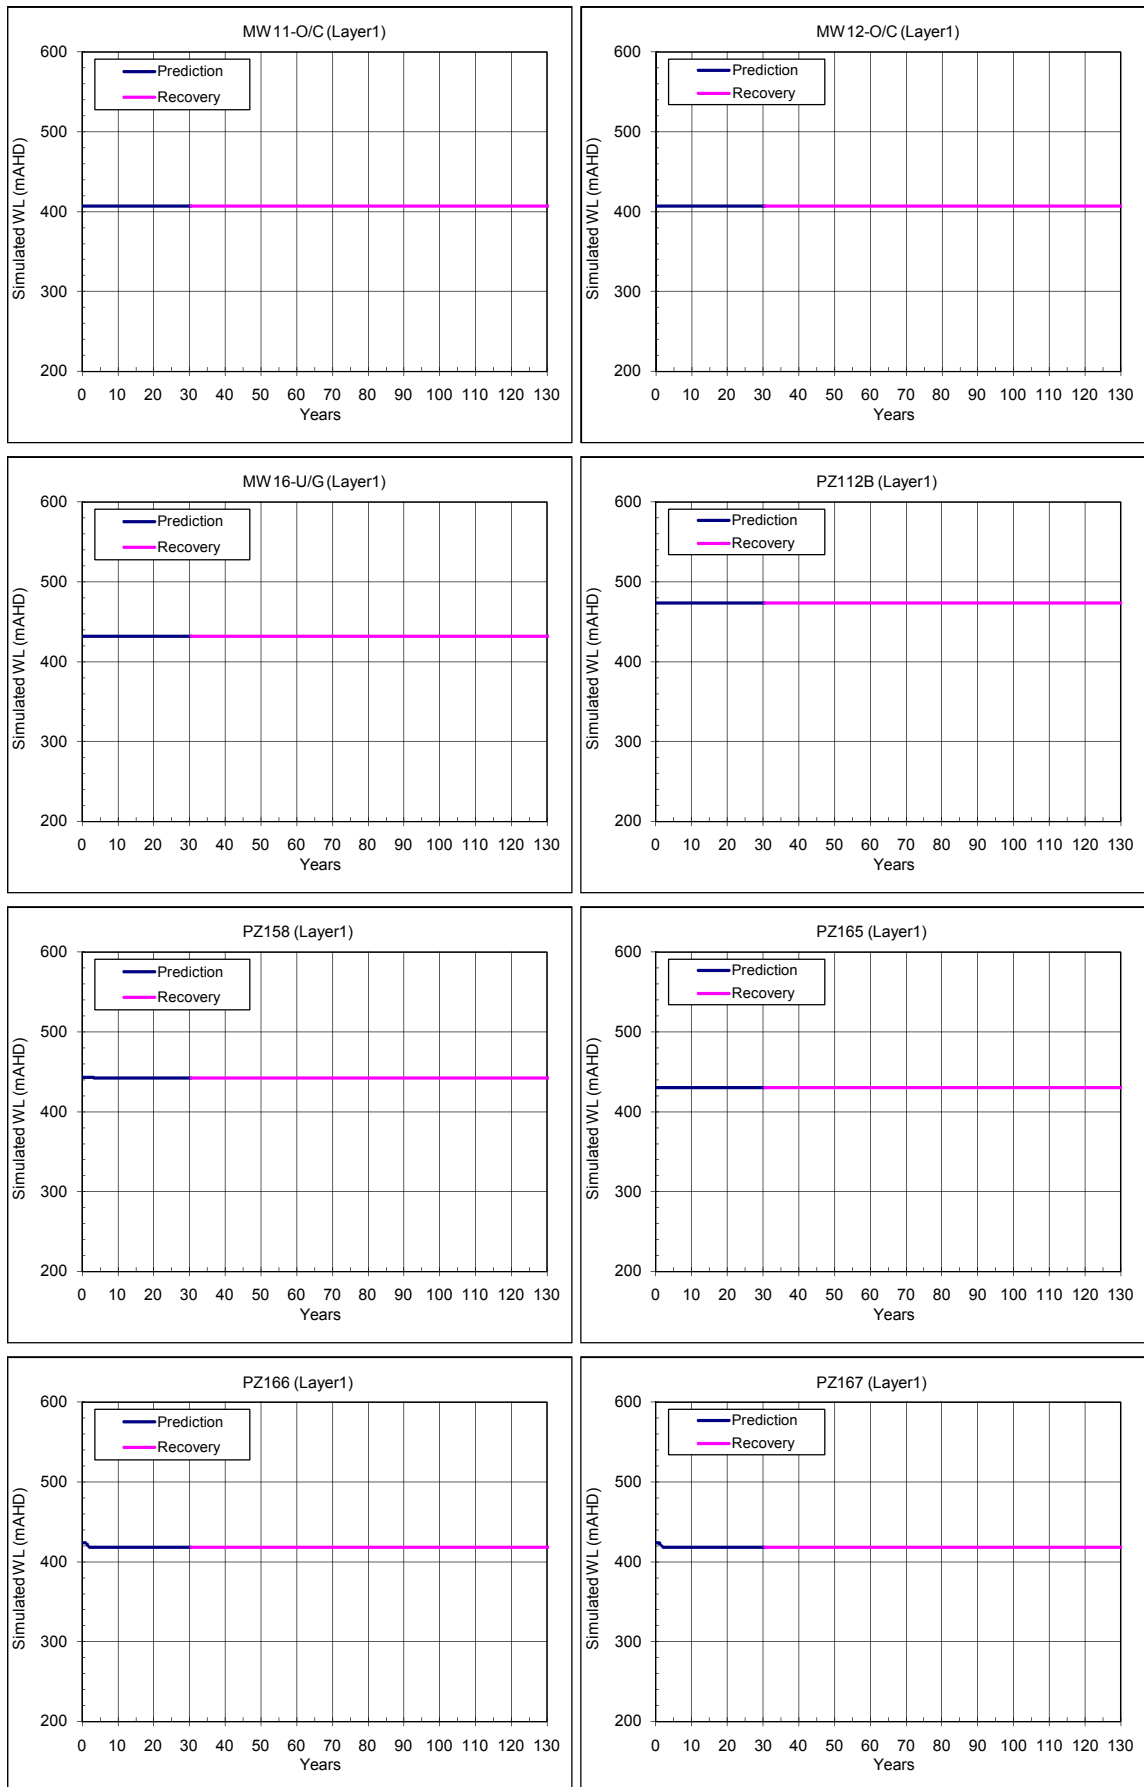 MW11-O/C (Layer1)
600
500
400
300
200
Simulated WL (mAHD)
Prediction
Recovery
0 10 20 30 40 50 60 70 80 90 100 110 120 130
Years
MW12-O/C (Layer1)
600
500
400
300
200
Simulated WL (mAHD)
Prediction
Recovery
0 10 20 30 40 50 60 70 80 90 100 110 120 130
Years
MW16-U/G (Layer1)
600
500
400
300
200
Simulated WL (mAHD)
Prediction
Recovery
0 10 20 30 40 50 60 70 80 90 100 110 120 130
Years
PZ112B (Layer1)
600
500
400
300
200
Simulated WL (mAHD)
Prediction
Recovery
0 10 20 30 40 50 60 70 80 90 100 110 120 130
Years
PZ158 (Layer1)
600
500
400
300
200
Simulated WL (mAHD)
Prediction
Recovery
0 10 20 30 40 50 60 70 80 90 100 110 120 130
Years
PZ165 (Layer1)
600
500
400
300
200
Simulated WL (mAHD)
Prediction
Recovery
0 10 20 30 40 50 60 70 80 90 100 110 120 130
Years
PZ166 (Layer1)
600
500
400
300
200
Simulated WL (mAHD)
Prediction
Recovery
0 10 20 30 40 50 60 70 80 90 100 110 120 130
Years
PZ167 (Layer1)
600
500
400
300
200
Simulated WL (mAHD)
Prediction
Recovery
0 10 20 30 40 50 60 70 80 90 100 110 120 130
Years